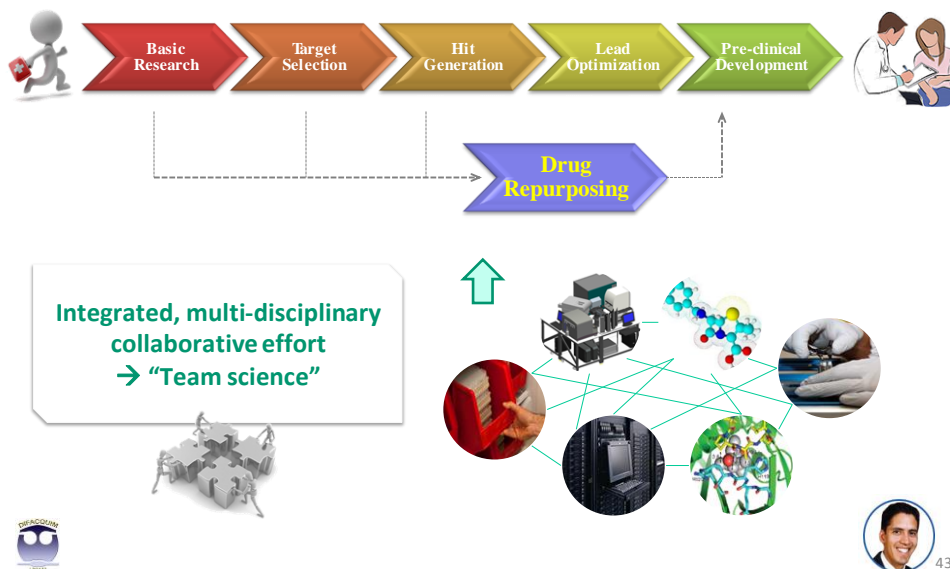 Basic
Research
Target
Selection
Hit
Generation
Lead
Optimization
Pre-clinical
Development
Drug
Repurposing
Integrated, multi-disciplinary
collaborative effort
→ “Team science”
DIFACQUIM
43